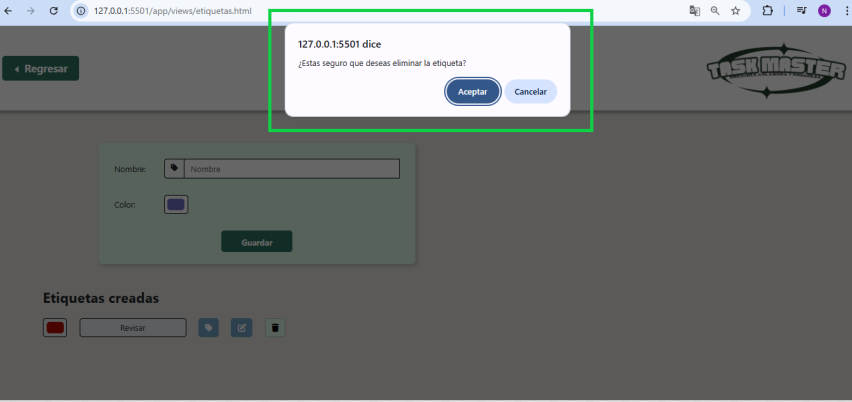 127.0.0.1:5501/app/views/etiquetas.html
N
127.0.0.1:5501 dice
¿Estas seguro que deseas eliminar la etiqueta?
Aceptar
Cancelar
Regresar
TASK MASTER
Nombre:
Nombre
Color:
Guardar
Etiquetas creadas
Revisar